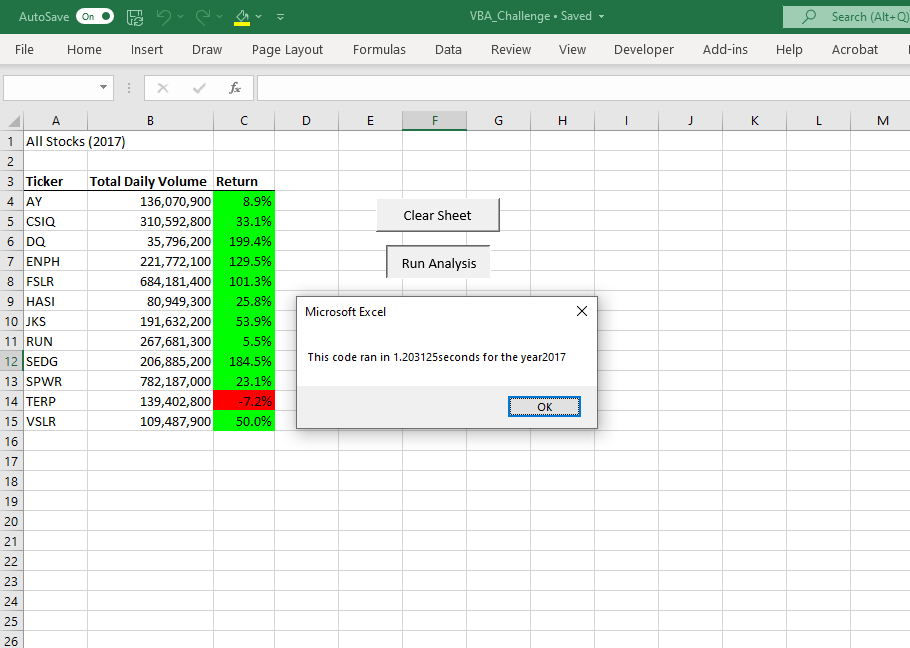 AutoSave On VBA_Challenge • Saved Search (Alt+Q)
File Home Insert Draw Page Layout Formulas Data Review View Developer Add-ins Help Acrobat
fx
A B C D E F G H I J K L M
1 All Stocks (2017)
2
3 Ticker Total Daily Volume Return
4 AY 136,070,900 8.9%
5 CSIQ 310,592,800 33.1%
Clear Sheet
6 DQ 35,796,200 199.4%
7 ENPH 221,772,100 129.5%
Run Analysis
8 FSLR 684,181,400 101.3%
9 HASI 80,949,300 25.8%
10 JKS 191,632,200 53.9%
11 RUN 267,681,300 5.5%
12 SEDG 206,885,200 184.5%
13 SPWR 782,187,000 23.1%
14 TERP 139,402,800 -7.2%
15 VSLR 109,487,900 50.0%
Microsoft Excel
This code ran in 1.203125seconds for the year2017
OK
16
17
18
19
20
21
22
23
24
25
26